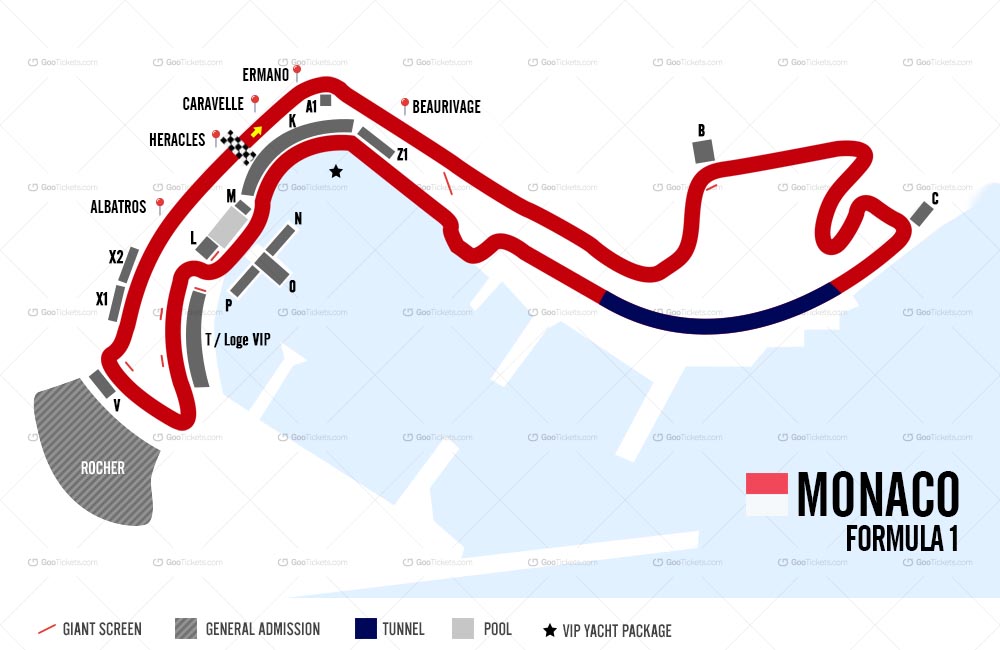 ERMANO
CARAVELLE
A1
BEAURIVAGE
K
HERACLES
B
Z1
M
C
ALBATROS
N
L
X2
O
X1
P
T / Loge VIP
V
ROCHER
MONACO
FORMULA 1
GIANT SCREEN
GENERAL ADMISSION
TUNNEL
POOL
VIP YACHT PACKAGE
GooTickets.com